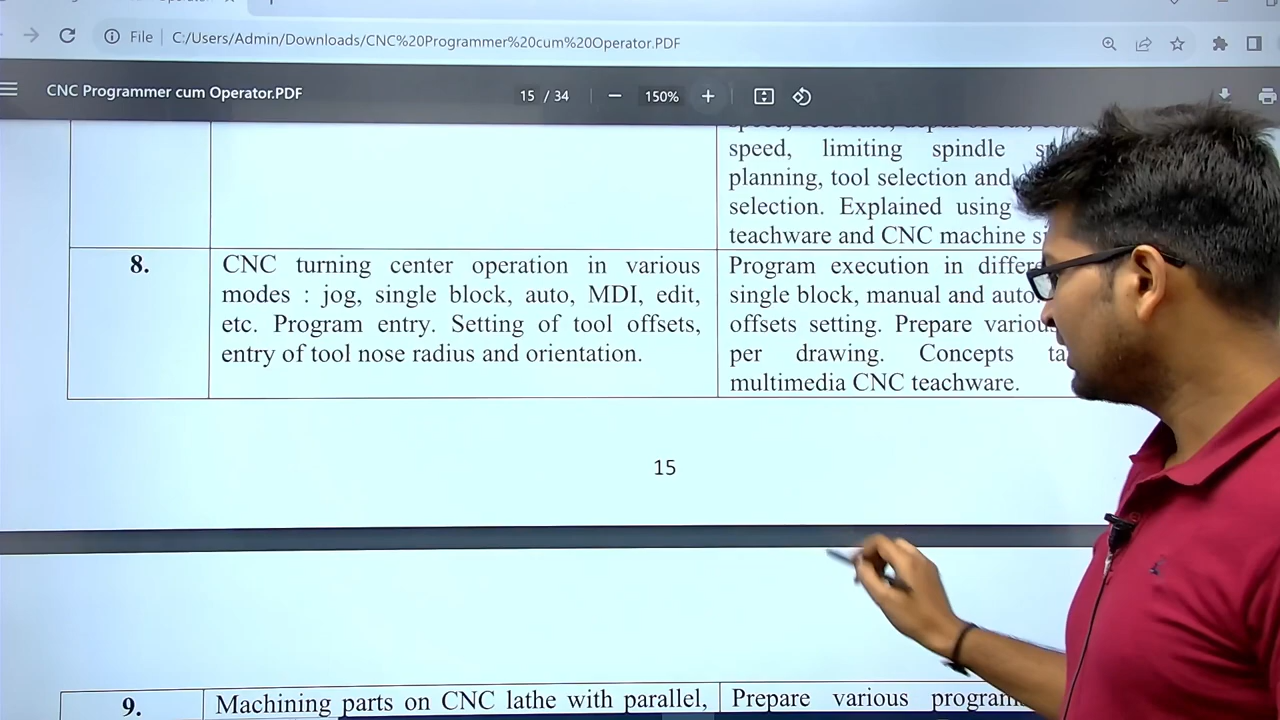 File C:/Users/Admin/Downloads/CNC%20Programmer%20cum%20Operator.PDF
CNC Programmer cum Operator.PDF 15 / 34 150%
speed, limiting spindle
planning, tool selection and
selection. Explained using
teachware and CNC machine
8.
CNC turning center operation in various
modes : jog, single block, auto, MDI, edit,
etc. Program entry. Setting of tool offsets,
entry of tool nose radius and orientation.
Program execution in
single block, manual and auto.
offsets setting. Prepare
per drawing. Concepts
multimedia CNC teachware.
15
9.
Machining parts on CNC lathe with parallel,
Prepare various